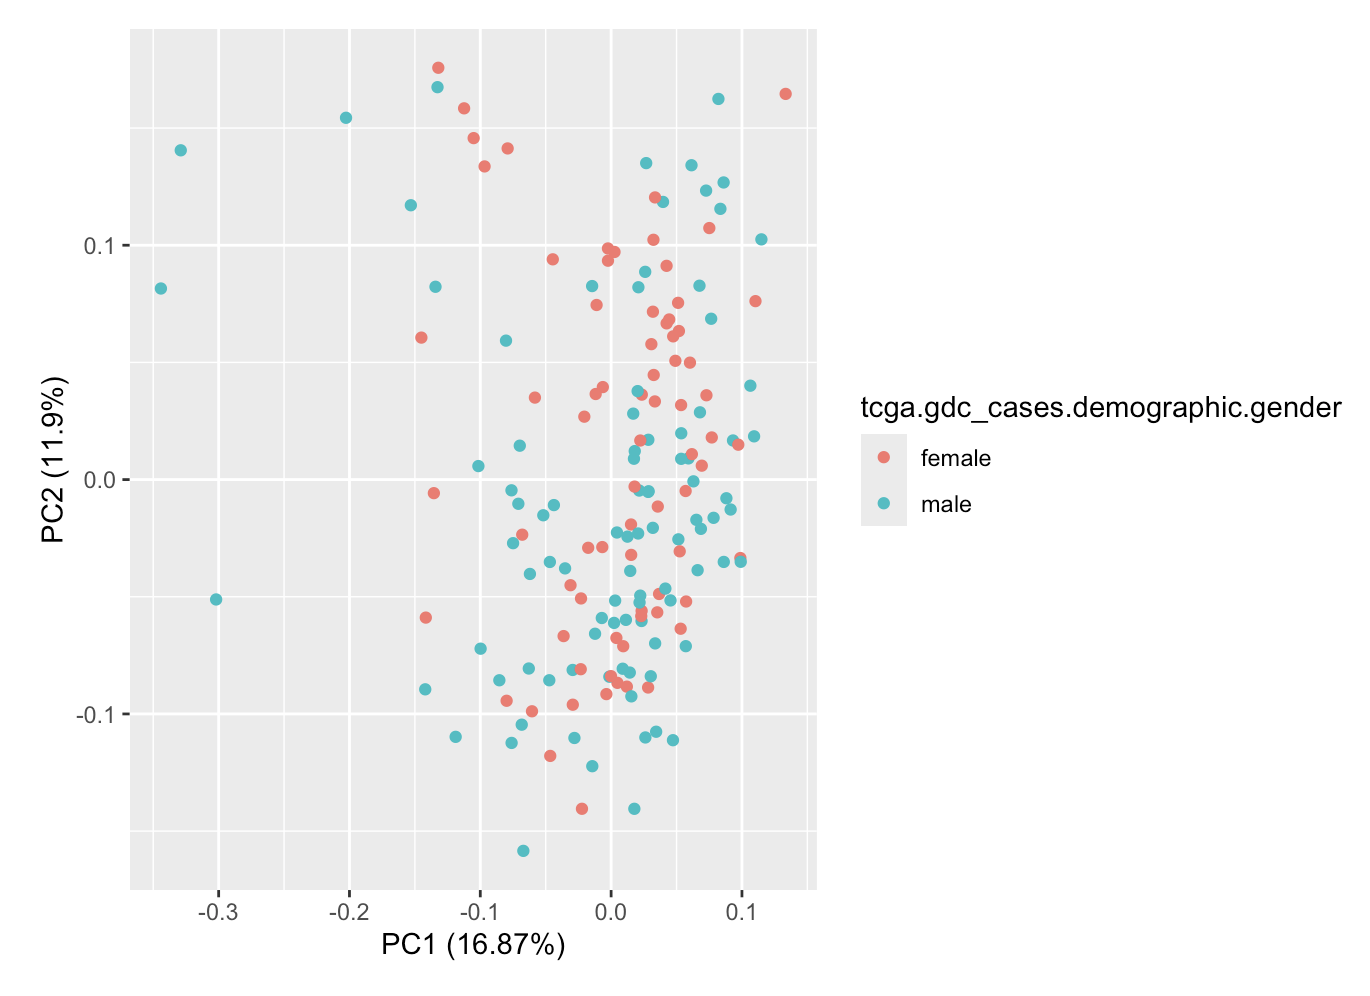 0.1
0.0
-0.1
PC2 (11.9%)
-0.3
-0.2
-0.1
0.0
0.1
PC1 (16.87%)
tcga.gdc_cases.demographic.gender
female
male